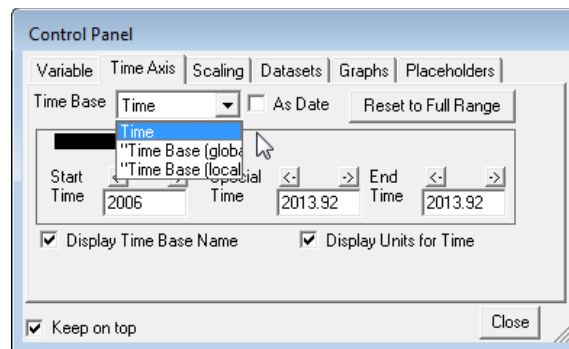 Control Panel
Variable Time Axis Scaling Datasets Graphs Placeholders
Time Base Time As Date Reset to Full Range
Time
"Time Base (globa
"Time Base (local
Start Time <- -> 2006
Time <- -> 2013.92
End Time <- -> 2013.92
Display Time Base Name Display Units for Time
Keep on top Close